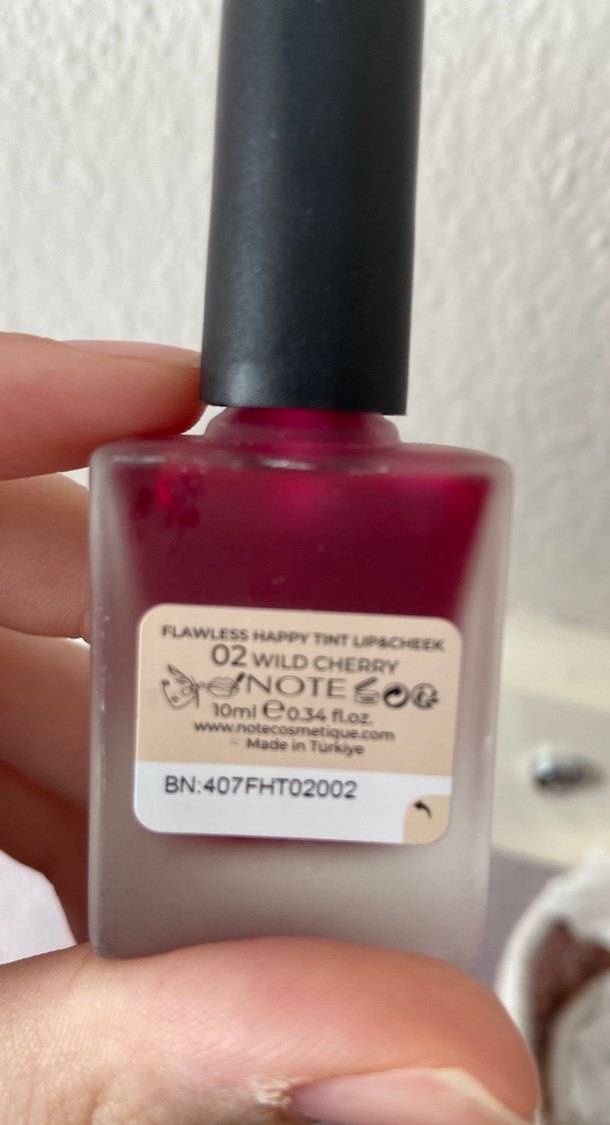 FLAWLESS HAPPY TINT LIP&CHEEK
02 WILD CHERRY
NOTE
10ml e 0.34 fl.oz.
www.notecosmetique.com
Made in Türkiye
BN:407FHT02002